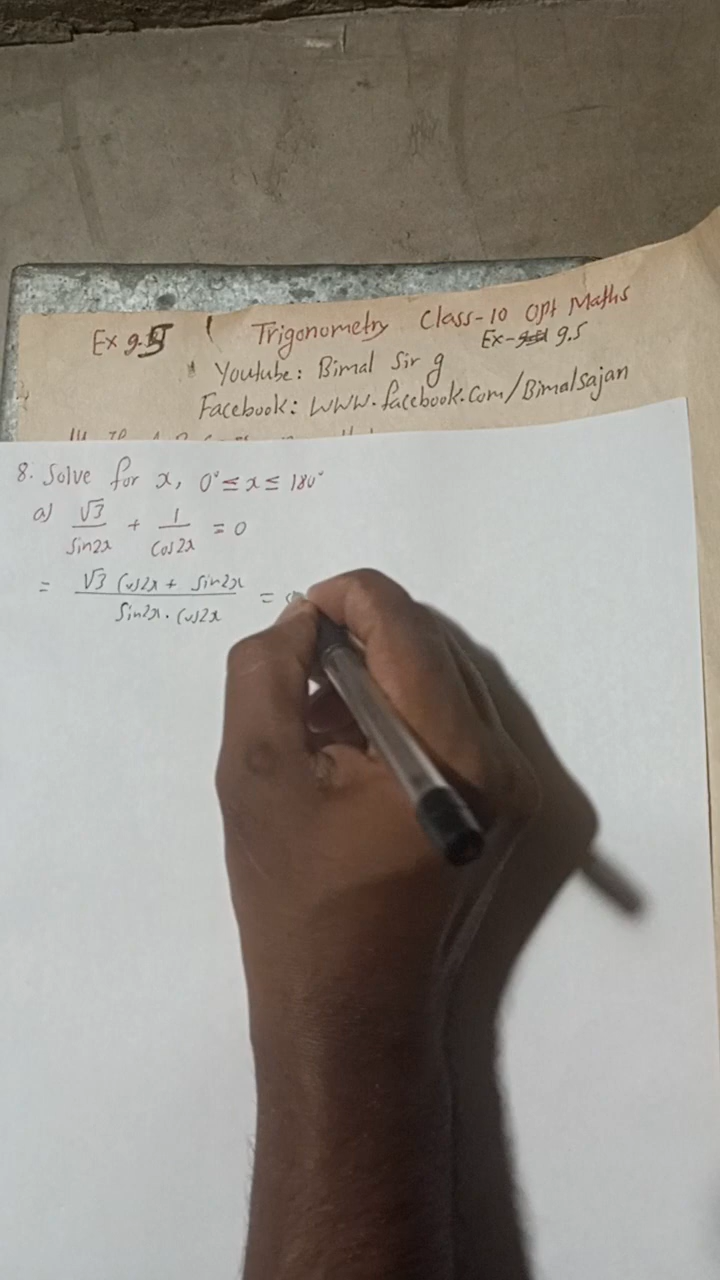 Ex 9.5 ( Trigonometry Class-10 Opt Maths
Ex- 9.5
Youtube: Bimal Sir g
Facebook: WWW.facebook.Com/Bimalsajan
8. Solve for x, 0° ≤ x ≤ 180°
a) √3/Sin2x + 1/Cos2x = 0
= (√3 Cos2x + Sin2x)/(Sin2x . Cos2x) =